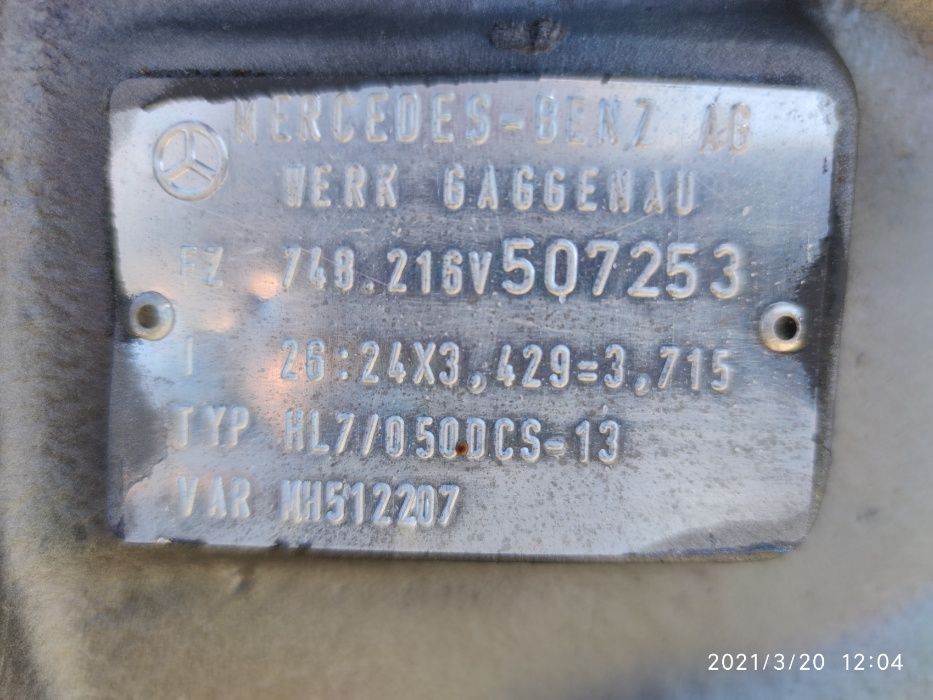 MERCEDES-BENZ AG
WERK GAGGENAU
FZ 748.216V507253
I 26:24X3,429=3,715
TYP HL7/050DCS-13
VAR MH512207
2021/3/20 12:04